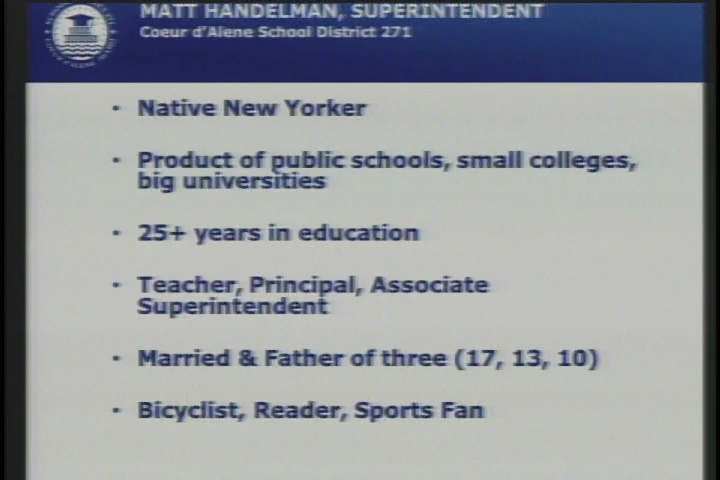 MATT HANDELMAN, SUPERINTENDENT
Coeur d'Alene School District 271
• Native New Yorker
• Product of public schools, small colleges,
big universities
• 25+ years in education
• Teacher, Principal, Associate
Superintendent
• Married & Father of three (17, 13, 10)
• Bicyclist, Reader, Sports Fan